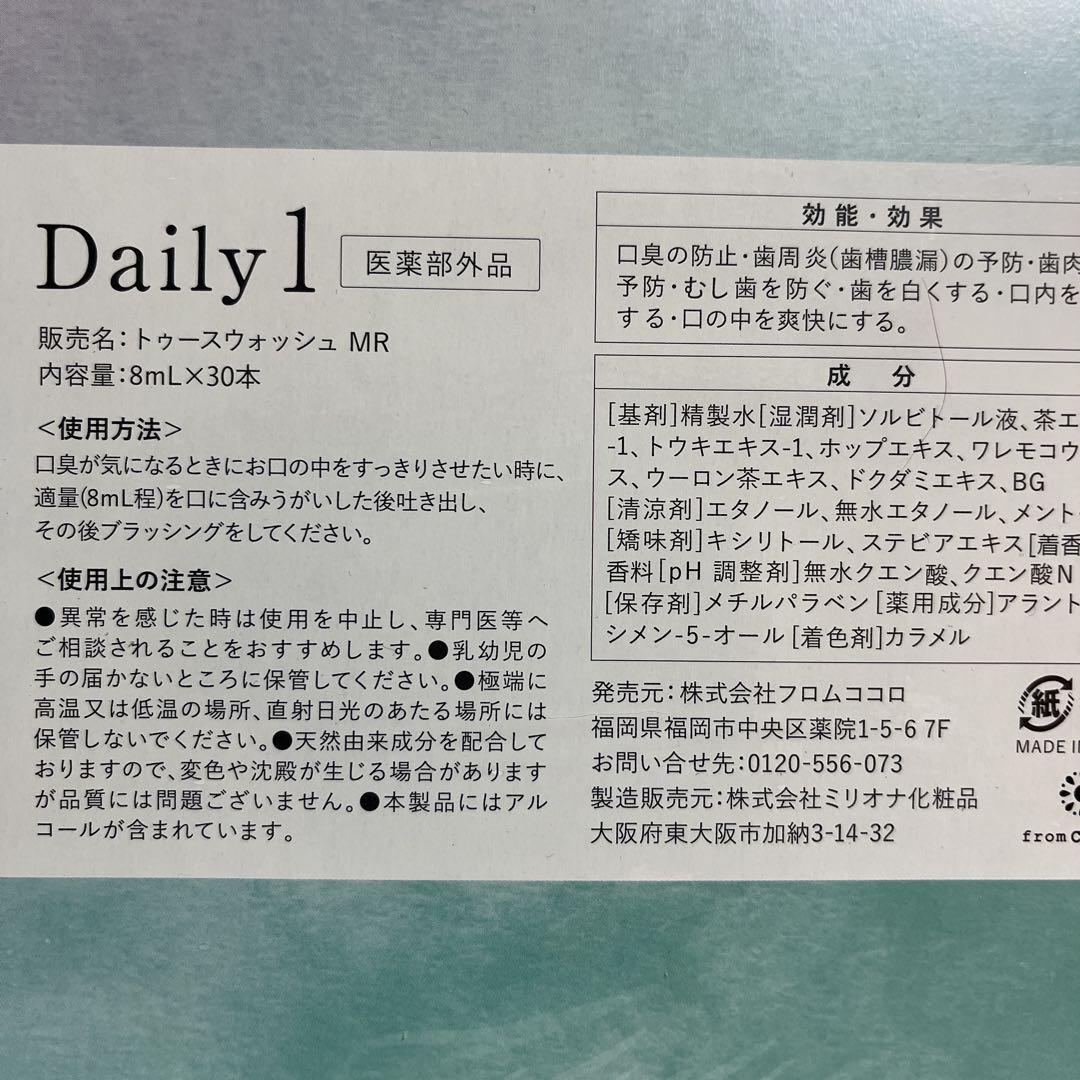 Daily1 医薬部外品
販売名：トゥースウォッシュ MR
内容量：8mL×30本
<使用方法>
口臭が気になるときにお口の中をすっきりさせたい時に、
適量(8mL程)を口に含みうがいした後吐き出し、
その後ブラッシングをしてください。
<使用上の注意>
●異常を感じた時は使用を中止し、専門医等へ
ご相談されることをおすすめします。●乳幼児の
手の届かないところに保管してください。●極端に
高温又は低温の場所、直射日光のあたる場所には
保管しないでください。●天然由来成分を配合して
おりますので、変色や沈殿が生じる場合があります
が品質には問題ございません。●本製品にはアル
コールが含まれています。
効能・効果
口臭の防止・歯周炎(歯槽膿漏)の予防・歯肉
予防・むし歯を防ぐ・歯を白くする・口内を
する・口の中を爽快にする。
成 分
[基剤]精製水[湿潤剤]ソルビトール液、茶エ
-1、トウキエキス-1、ホップエキス、ワレモコウ
ス、ウーロン茶エキス、ドクダミエキス、BG
[清涼剤]エタノール、無水エタノール、メント
[矯味剤]キシリトール、ステビアエキス[着香
香料[pH 調整剤]無水クエン酸、クエン酸N
[保存剤]メチルパラベン[薬用成分]アラント
シメン-5-オール[着色剤]カラメル
発売元：株式会社フロムココロ
福岡県福岡市中央区薬院1-5-6 7F
お問い合せ先：0120-556-073
製造販売元：株式会社ミリオナ化粧品
大阪府東大阪市加納3-14-32
紙
MADE IN
from C